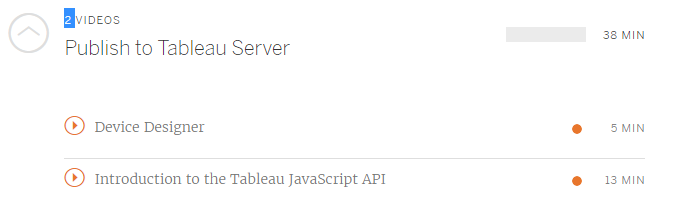 2 VIDEOS
Publish to Tableau Server
38 MIN
Device Designer
5 MIN
Introduction to the Tableau JavaScript API
13 MIN